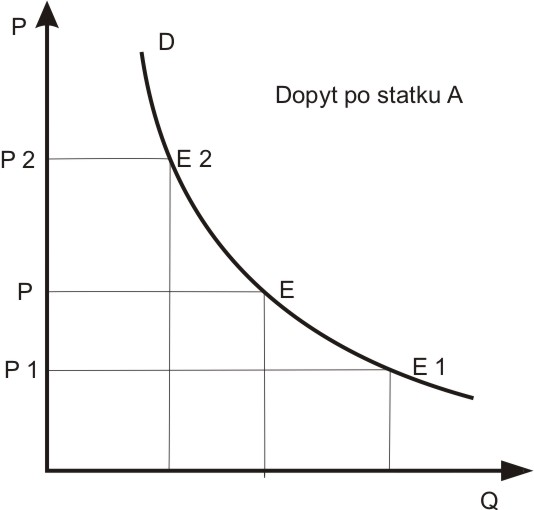 P
D
Dopyt po statku A
P 2
E 2
P
E
P 1
E 1
Q